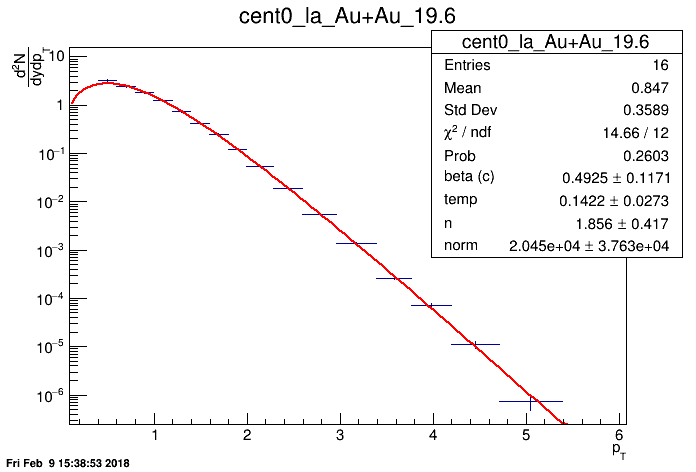 cent0_la_Au+Au_19.6
d²N
dydp_T
cent0_la_Au+Au_19.6
Entries 16
Mean 0.847
Std Dev 0.3589
χ² / ndf 14.66 / 12
Prob 0.2603
beta (c) 0.4925 ± 0.1171
temp 0.1422 ± 0.0273
n 1.856 ± 0.417
norm 2.045e+04 ± 3.763e+04
10
1
10⁻¹
10⁻²
10⁻³
10⁻⁴
10⁻⁵
10⁻⁶
1 2 3 4 5 6
p_T
Fri Feb 9 15:38:53 2018